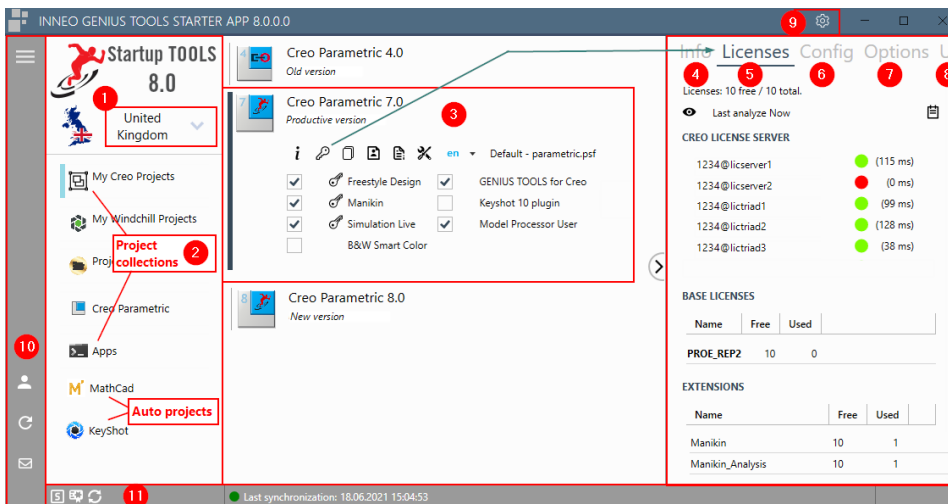 INNEO GENIUS TOOLS STARTER APP 8.0.0.0
9
Startup TOOLS
8.0
1
United
Kingdom
My Creo Projects
My Windchill Projects
Project
collections
2
Proj
Creo Parametric
Apps
MathCad
Auto projects
KeyShot
10
11
4
Creo Parametric 4.0
Old version
7
Creo Parametric 7.0
Productive version
3
i
en
Default - parametric.psf
Freestyle Design
GENIUS TOOLS for Creo
Manikin
Keyshot 10 plugin
Simulation Live
Model Processor User
B&W Smart Color
8
Creo Parametric 8.0
New version
Last synchronization: 18.06.2021 15:04:53
Info Licenses Config Options U
4 5 6 7 8
Licenses: 10 free / 10 total.
Last analyze Now
CREO LICENSE SERVER
1234@licserver1 (115 ms)
1234@licserver2 (0 ms)
1234@lictriad1 (99 ms)
1234@lictriad2 (128 ms)
1234@lictriad3 (38 ms)
BASE LICENSES
Name Free Used
PROE_REP2 10 0
EXTENSIONS
Name Free Used
Manikin 10 1
Manikin_Analysis 10 1